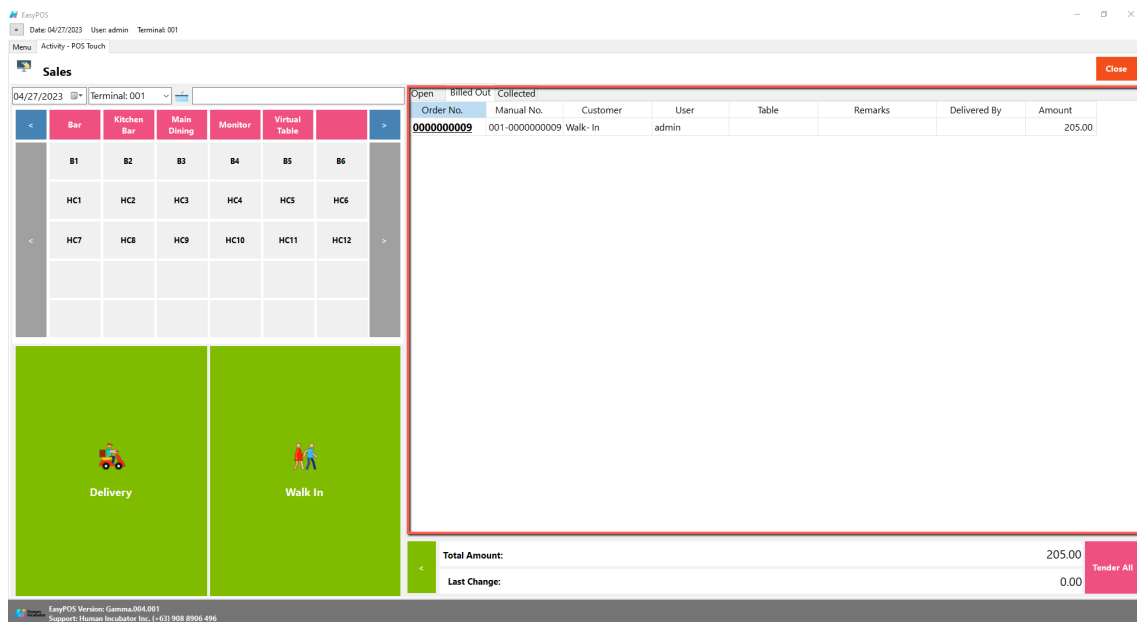 EasyPOS
Date: 04/27/2023 User: admin Terminal: 001
Menu Activity - POS Touch
Sales
Close
04/27/2023 Terminal: 001
< Bar Kitchen Bar Main Dining Monitor Virtual Table >
B1 B2 B3 B4 B5 B6
HC1 HC2 HC3 HC4 HC5 HC6
< HC7 HC8 HC9 HC10 HC11 HC12 >
Delivery Walk In
Open Billed Out Collected
Order No. Manual No. Customer User Table Remarks Delivered By Amount
0000000009 001-0000000009 Walk- In admin 205.00
< Total Amount: 205.00
Last Change: 0.00
Tender All
Human Incubator
EasyPOS Version: Gamma.004.001
Support: Human Incubator Inc. (+63) 908 8906 496